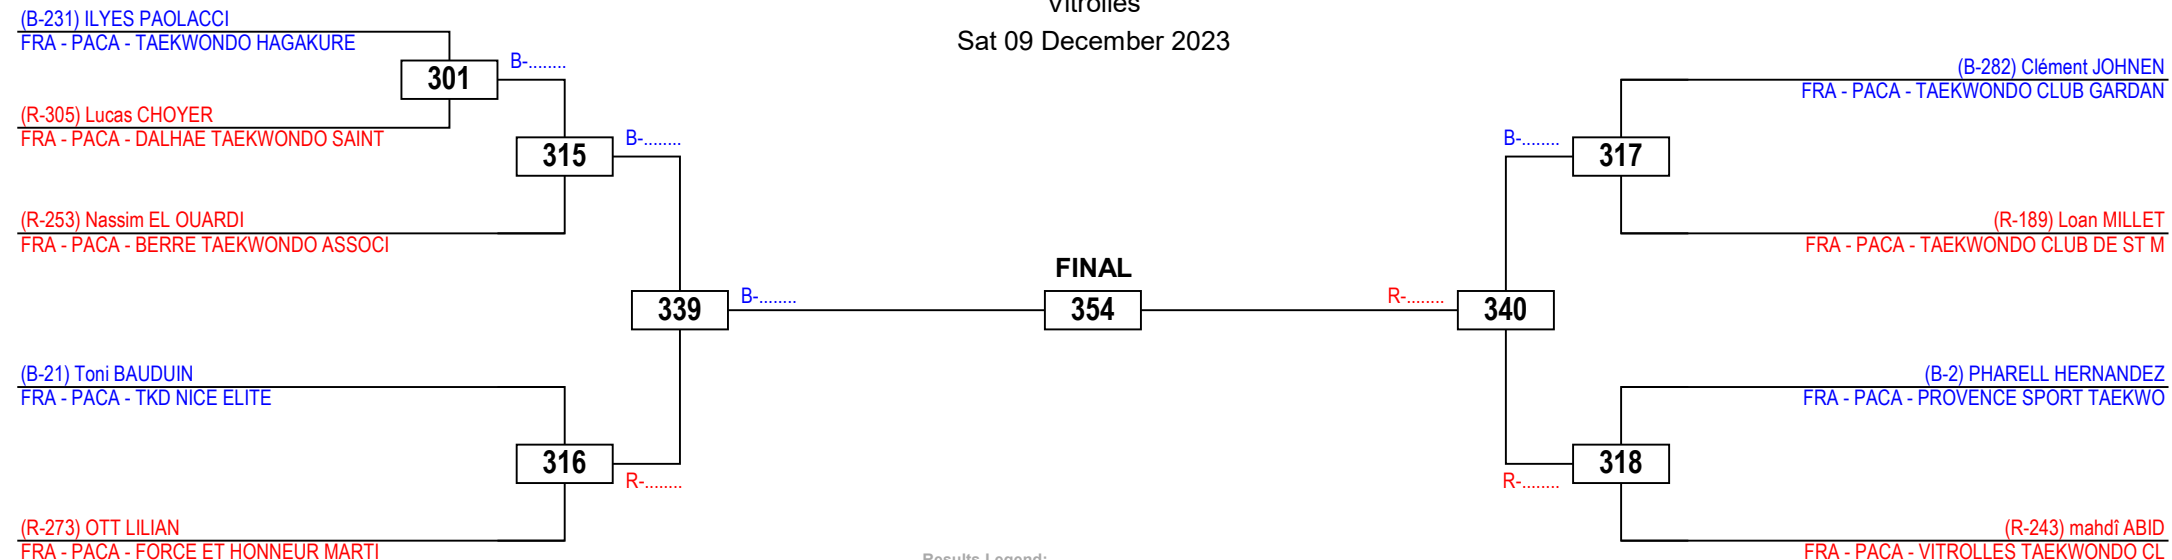 Vitrolles
Sat 09 December 2023
(B-231) ILYES PAOLACCI
FRA - PACA - TAEKWONDO HAGAKURE
301
B-........
(R-305) Lucas CHOYER
FRA - PACA - DALHAE TAEKWONDO SAINT
315
B-........
(R-253) Nassim EL OUARDI
FRA - PACA - BERRE TAEKWONDO ASSOCI
339
B-........
(B-21) Toni BAUDUIN
FRA - PACA - TKD NICE ELITE
316
R-........
(R-273) OTT LILIAN
FRA - PACA - FORCE ET HONNEUR MARTI
FINAL
354
(B-282) Clément JOHNEN
FRA - PACA - TAEKWONDO CLUB GARDAN
B-........
317
(R-189) Loan MILLET
FRA - PACA - TAEKWONDO CLUB DE ST M
R-........
340
(B-2) PHARELL HERNANDEZ
FRA - PACA - PROVENCE SPORT TAEKWO
318
R-........
(R-243) mahdî ABID
FRA - PACA - VITROLLES TAEKWONDO CL
Results Legend: